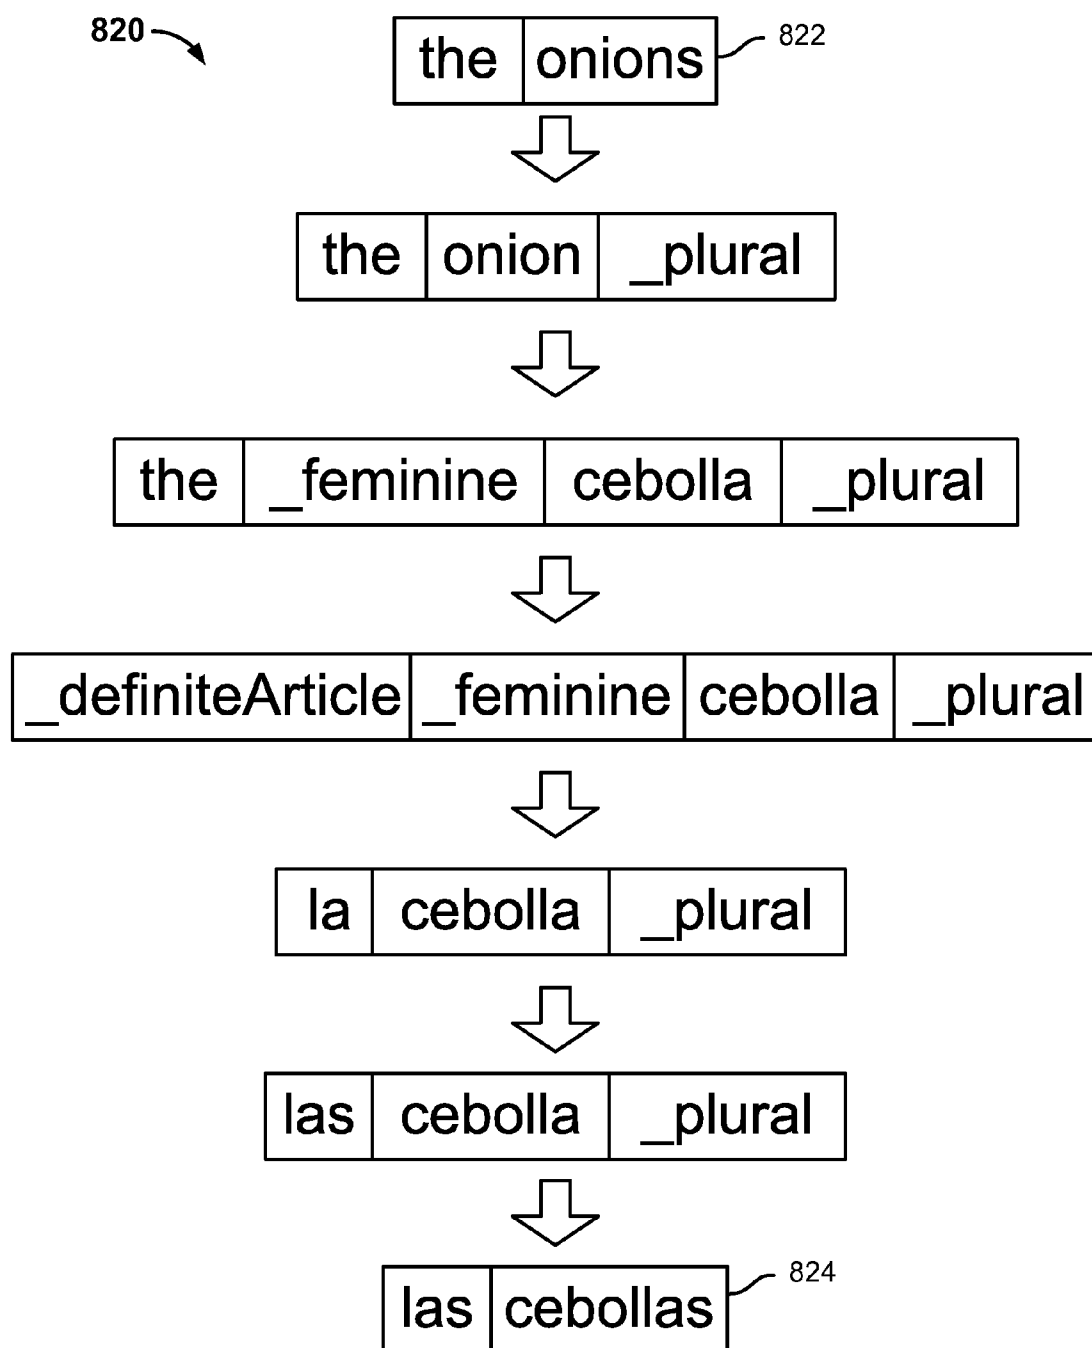 820
the onions 822
the onion _plural
the _feminine cebolla _plural
_definiteArticle _feminine cebolla _plural
la cebolla _plural
las cebolla _plural
las cebollas 824